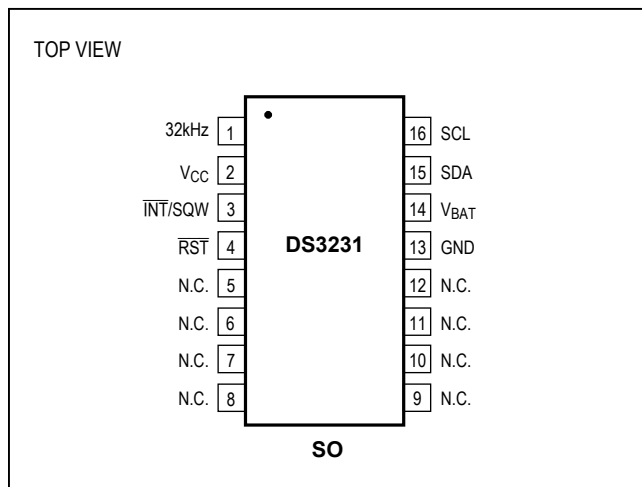 TOP VIEW
32kHz 1 16 SCL
VCC 2 15 SDA
INT/SQW 3 14 VBAT
RST 4 DS3231 13 GND
N.C. 5 12 N.C.
N.C. 6 11 N.C.
N.C. 7 10 N.C.
N.C. 8 9 N.C.
SO